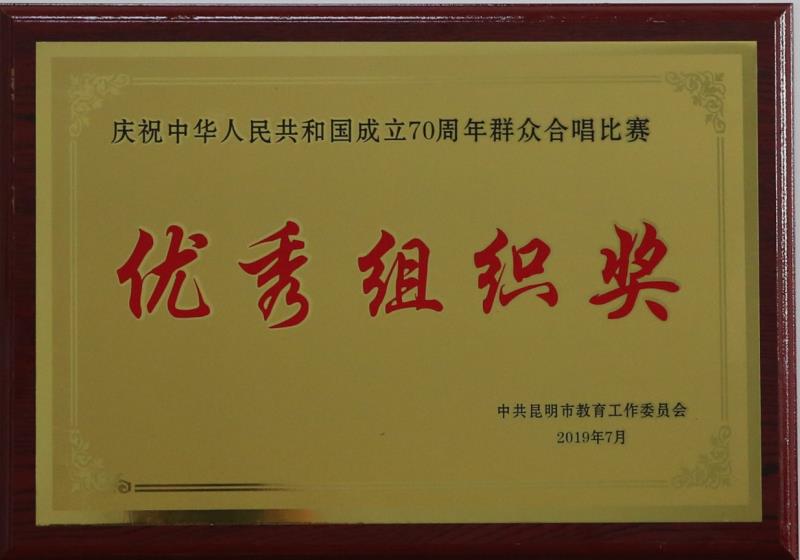 庆祝中华人民共和国成立70周年群众合唱比赛
优秀组织奖
中共昆明市教育工作委员会
2019年7月